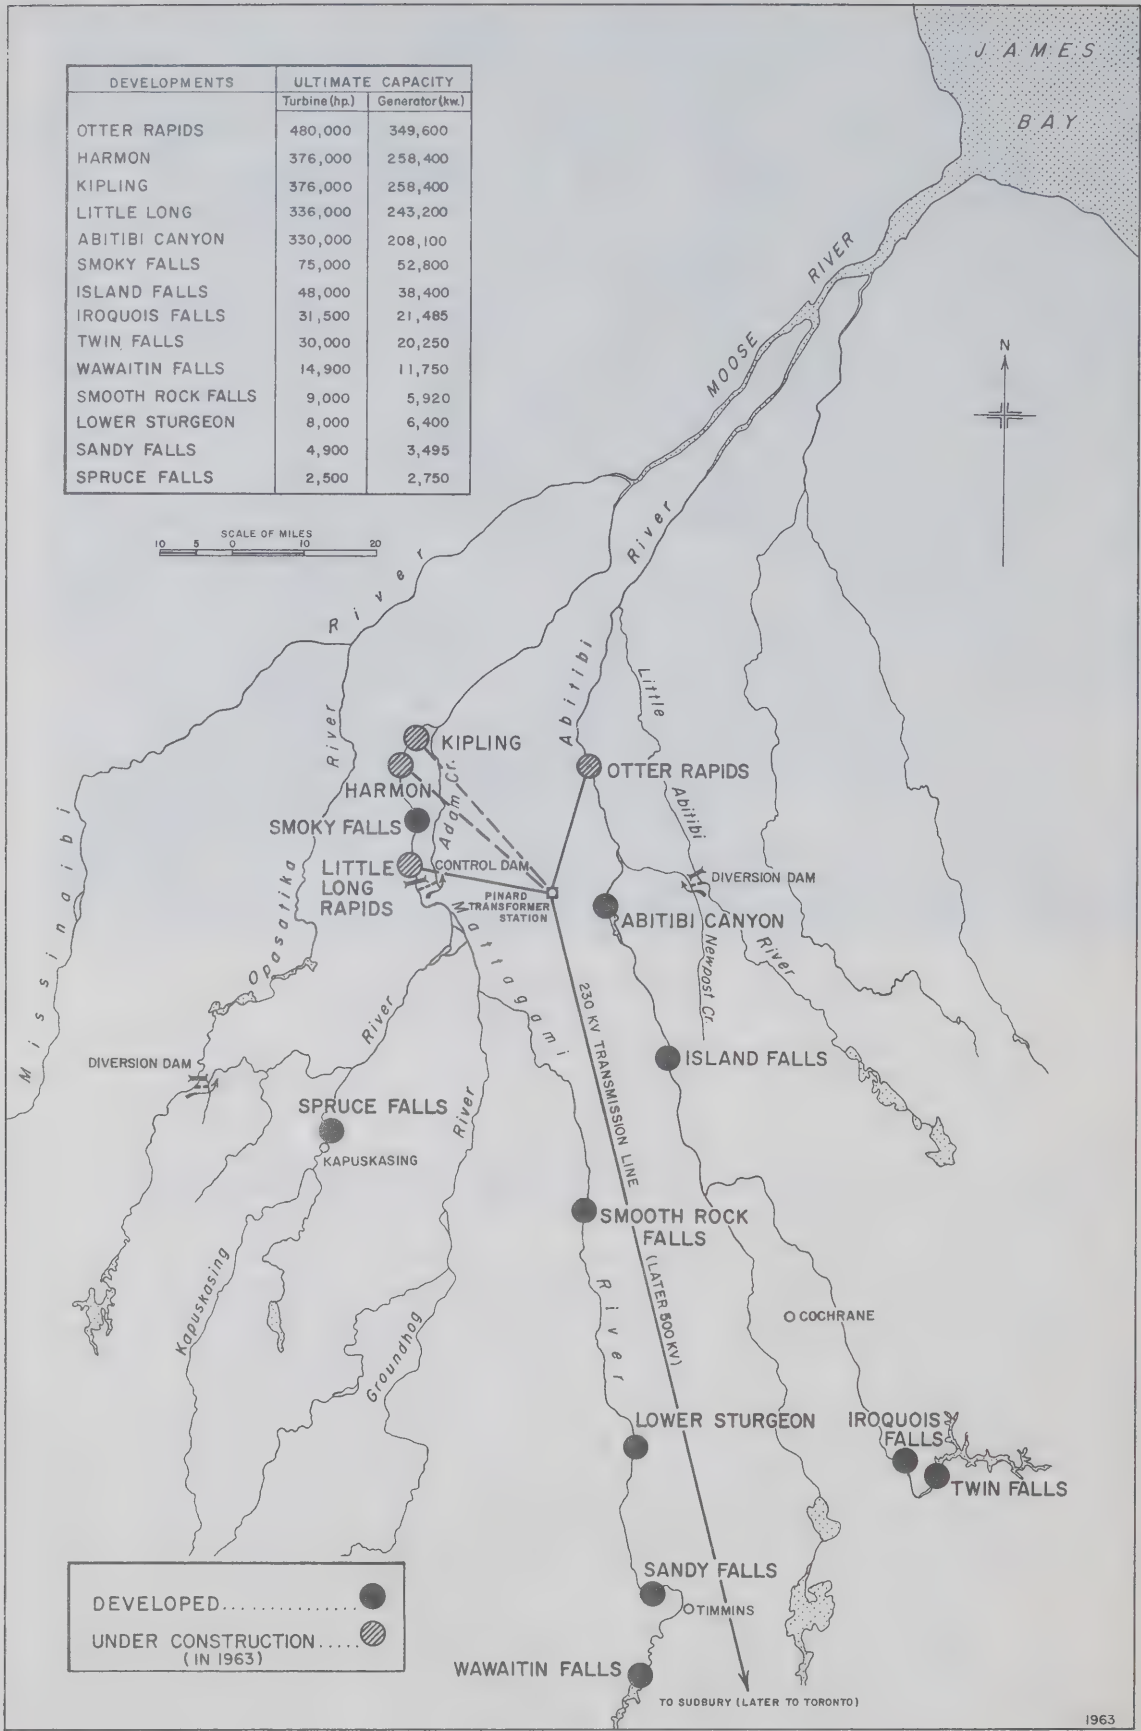 JAMES
BAY
DEVELOPMENTS ULTIMATE CAPACITY
Turbine (hp.) Generator (kw.)
OTTER RAPIDS 480,000 349,600
HARMON 376,000 258,400
KIPLING 376,000 258,400
LITTLE LONG 336,000 243,200
ABITIBI CANYON 330,000 208,100
SMOKY FALLS 75,000 52,800
ISLAND FALLS 48,000 38,400
IROQUOIS FALLS 31,500 21,485
TWIN FALLS 30,000 20,250
WAWAITIN FALLS 14,900 11,750
SMOOTH ROCK FALLS 9,000 5,920
LOWER STURGEON 8,000 6,400
SANDY FALLS 4,900 3,495
SPRUCE FALLS 2,500 2,750
MOOSE RIVER
N
SCALE OF MILES
10 5 0 10 20
Missinaibi River
Abitibi River
Little Abitibi River
Opasatika River
KIPLING
HARMON
Adam Cr.
OTTER RAPIDS
SMOKY FALLS
LITTLE
LONG
RAPIDS
CONTROL DAM
PINARD
TRANSFORMER
STATION
DIVERSION DAM
ABITIBI CANYON
Newpost Cr.
Mattagami River
230 KV TRANSMISSION LINE
(LATER 500 KV)
ISLAND FALLS
DIVERSION DAM
SPRUCE FALLS
KAPUSKASING
Kapuskasing River
Groundhog River
SMOOTH ROCK
FALLS
COCHRANE
LOWER STURGEON
IROQUOIS
FALLS
TWIN FALLS
SANDY FALLS
TIMMINS
WAWAITIN FALLS
TO SUDBURY (LATER TO TORONTO)
DEVELOPED...............
UNDER CONSTRUCTION.....
(IN 1963)
1963